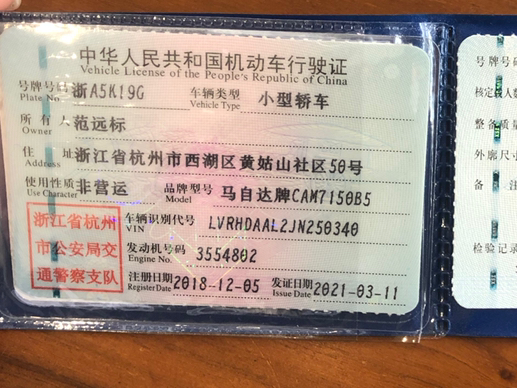 中华人民共和国机动车行驶证
Vehicle License of the People's Republic of China
号牌号码 浙A5K19G 车辆类型 小型轿车
Plate No. Vehicle Type
所有人 范远标
Owner
住址 浙江省杭州市西湖区黄姑山社区50号
Address
使用性质 非营运 品牌型号 马自达牌CAM7150B5
Use Character Model
浙江省杭州
市公安局交
通警察支队
车辆识别代号 LVRHDAAL2JN250340
VIN
发动机号码 3554802
Engine No.
注册日期 2018-12-05 发证日期 2021-03-11
Register Date Issue Date
号牌号码
核定载人数
整备质量
外廓尺寸
备 注
检验记录